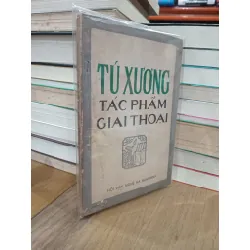 TÚ XƯƠNG
TÁC PHẨM
GIAI THOẠI